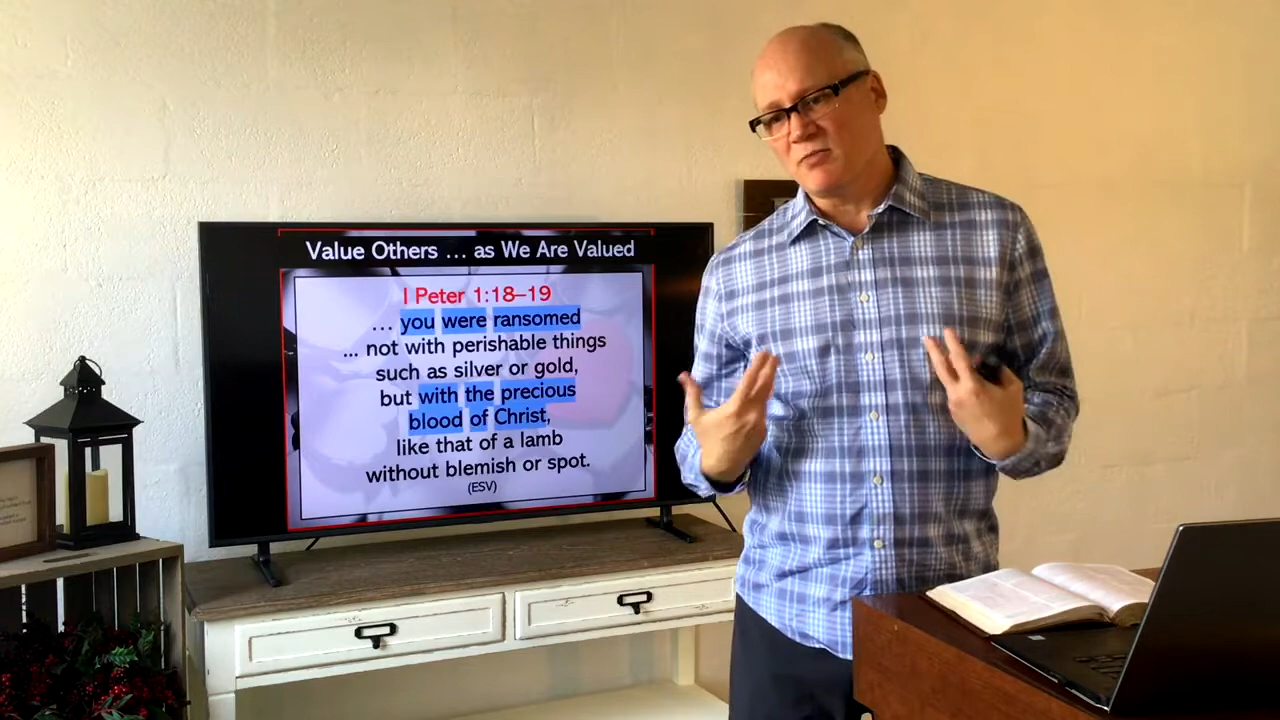 Value Others ... as We Are Valued
I Peter 1:18–19
... you were ransomed
... not with perishable things
such as silver or gold,
but with the precious
blood of Christ,
like that of a lamb
without blemish or spot.
(ESV)